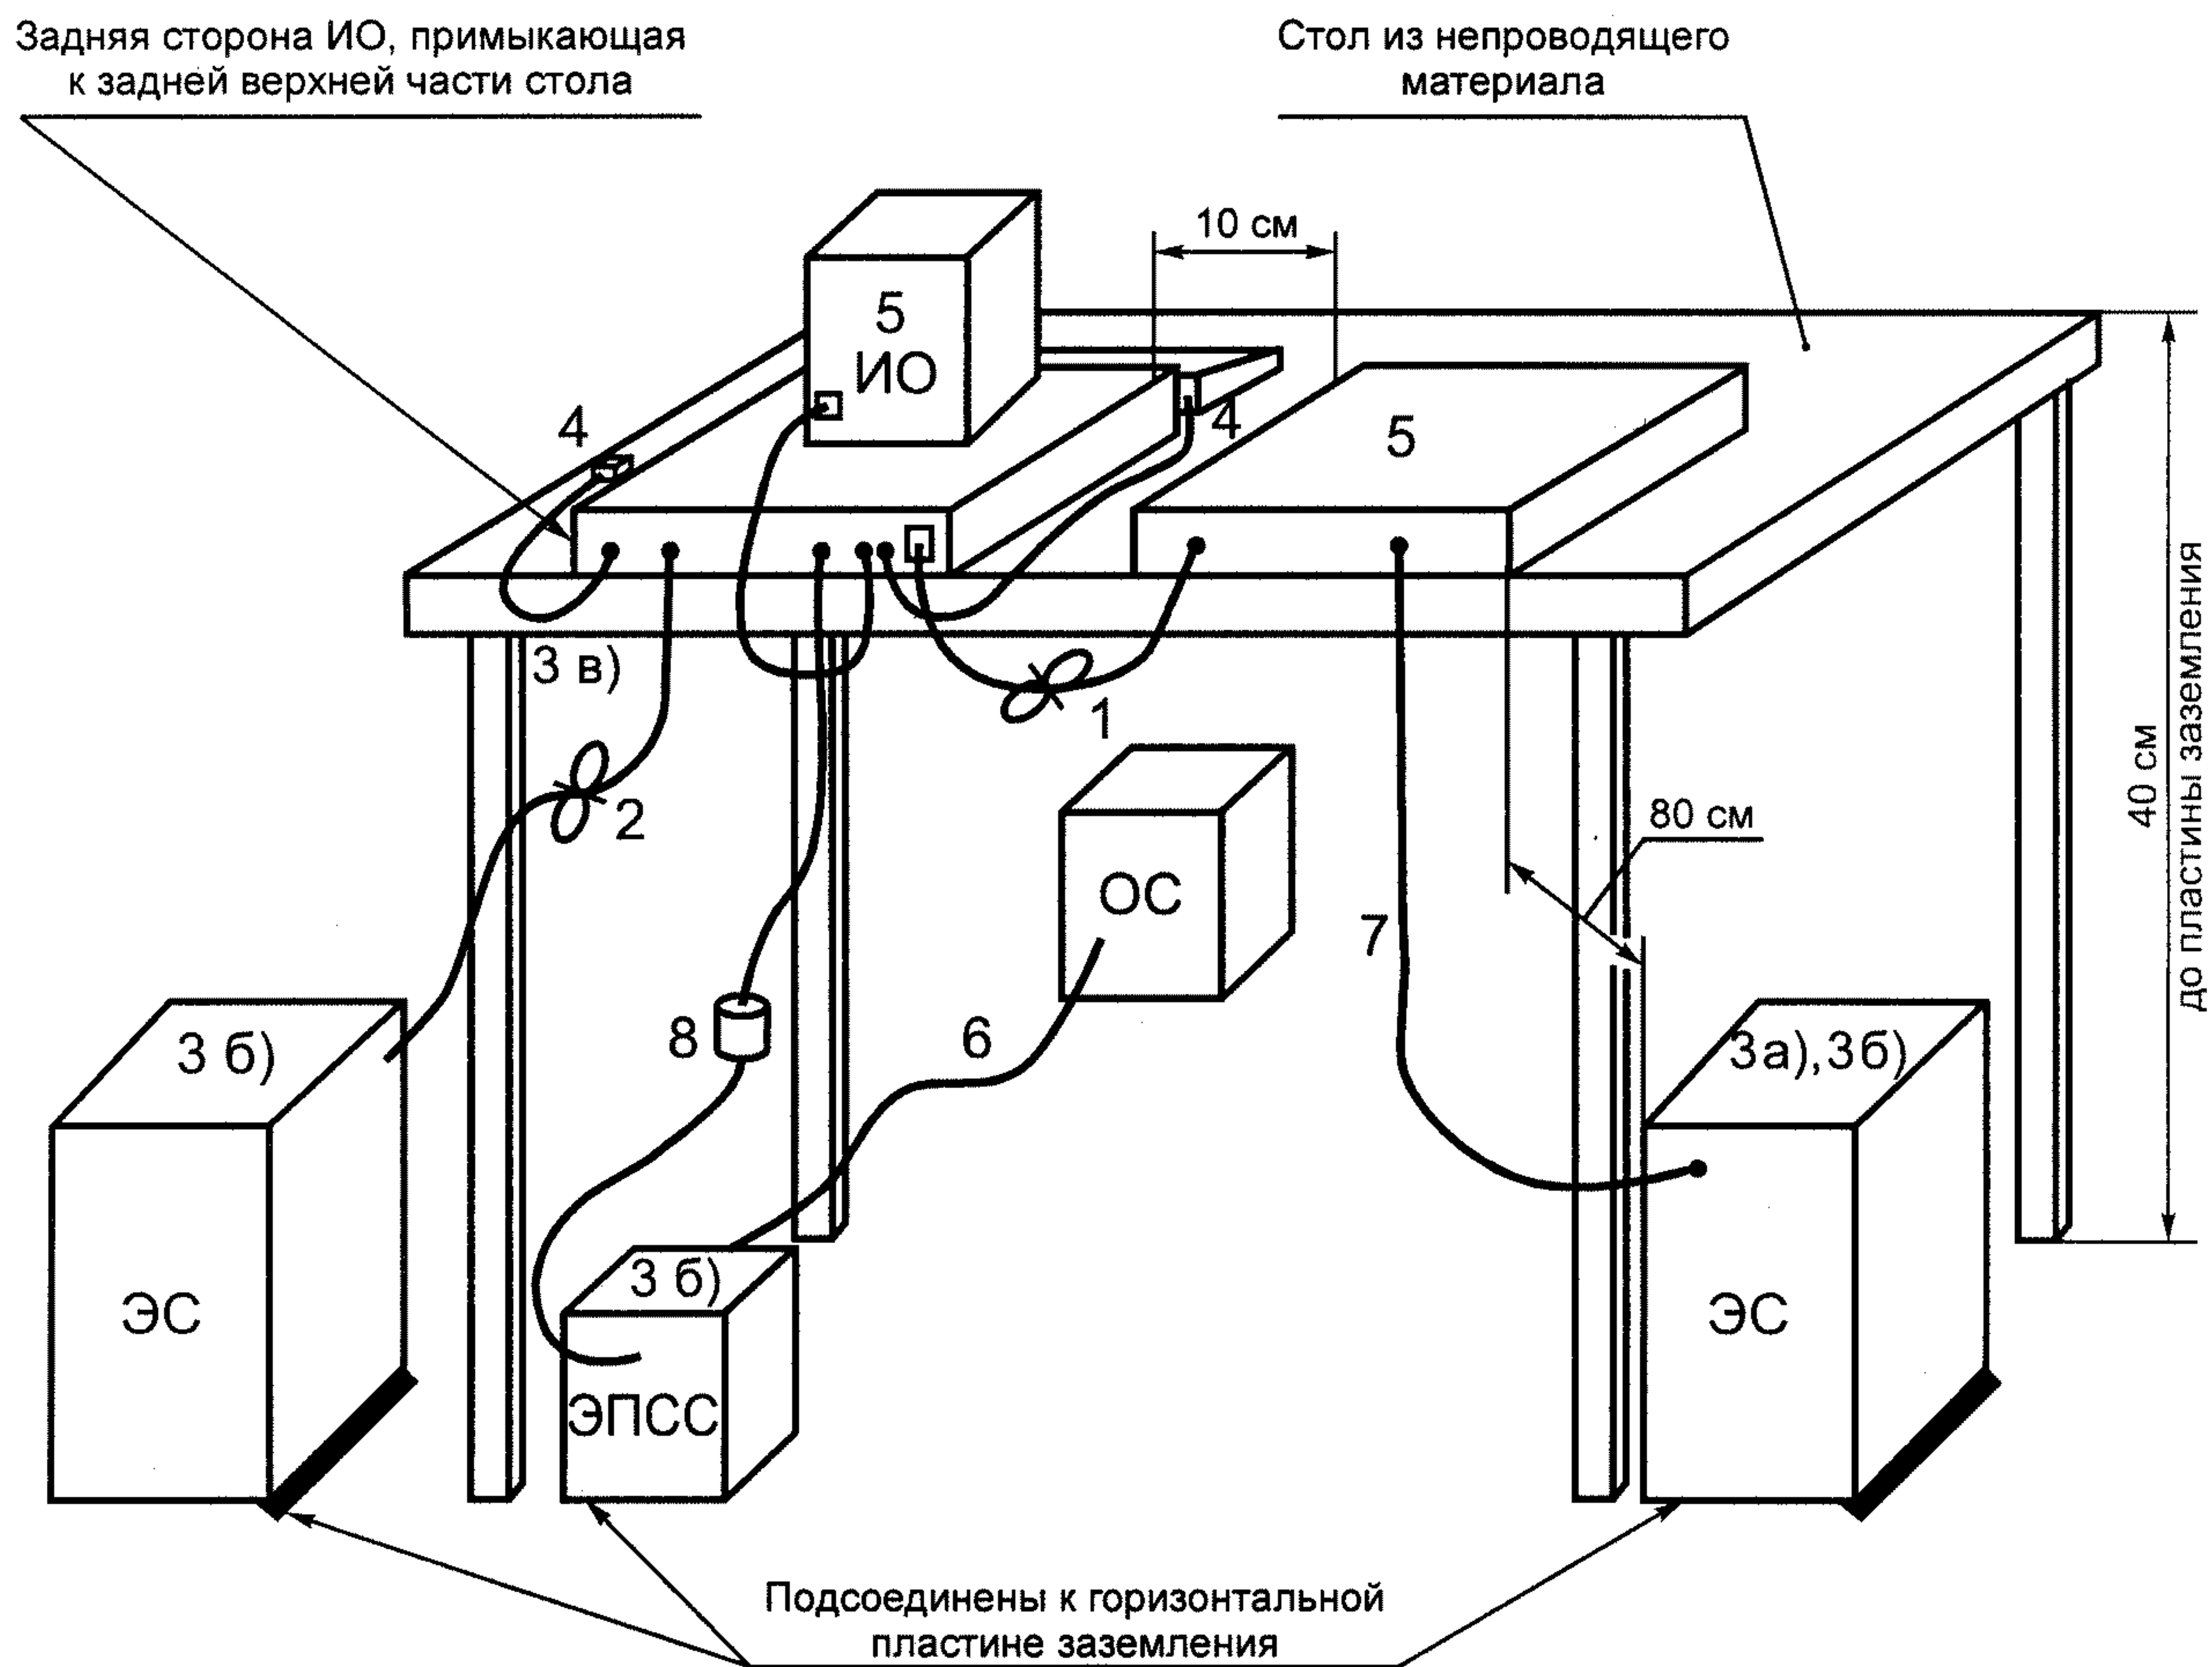 Задняя сторона ИО, примыкающая
к задней верхней части стола
Стол из непроводящего
материала
10 см
5
ИО
4
4
5
3 в)
1
2
40 см
до пластины заземления
80 см
ОС
7
3 б)
8
6
3а),3б)
3 б)
ЭС
ЭПСС
ЭС
Подсоединены к горизонтальной
пластине заземления